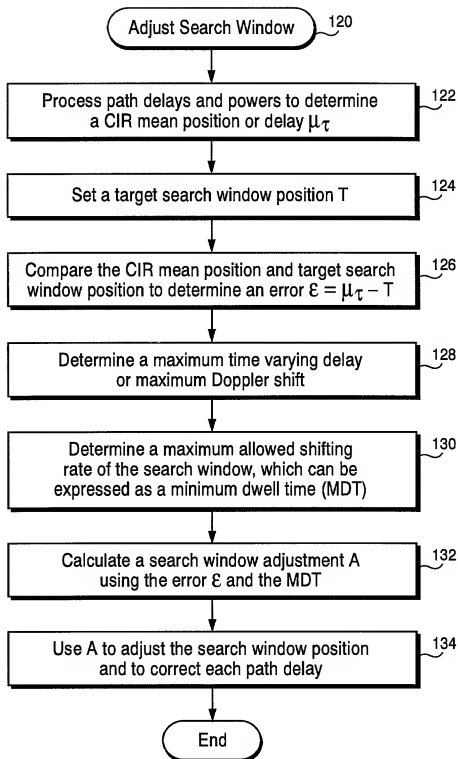 Adjust Search Window
120
Process path delays and powers to determine
a CIR mean position or delay μτ
122
Set a target search window position T
124
Compare the CIR mean position and target search
window position to determine an error ε = μτ – T
126
Determine a maximum time varying delay
or maximum Doppler shift
128
Determine a maximum allowed shifting
rate of the search window, which can be
expressed as a minimum dwell time (MDT)
130
Calculate a search window adjustment A
using the error ε and the MDT
132
Use A to adjust the search window position
and to correct each path delay
134
End